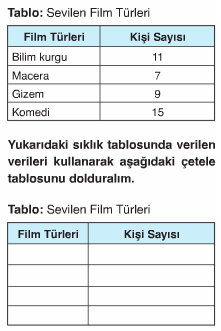 Tablo: Sevilen Film Türleri
Film Türleri Kişi Sayısı
Bilim kurgu 11
Macera 7
Gizem 9
Komedi 15
Yukarıdaki sıklık tablosunda verilen
verileri kullanarak aşağıdaki çetele
tablosunu dolduralım.
Tablo: Sevilen Film Türleri
Film Türleri Kişi Sayısı